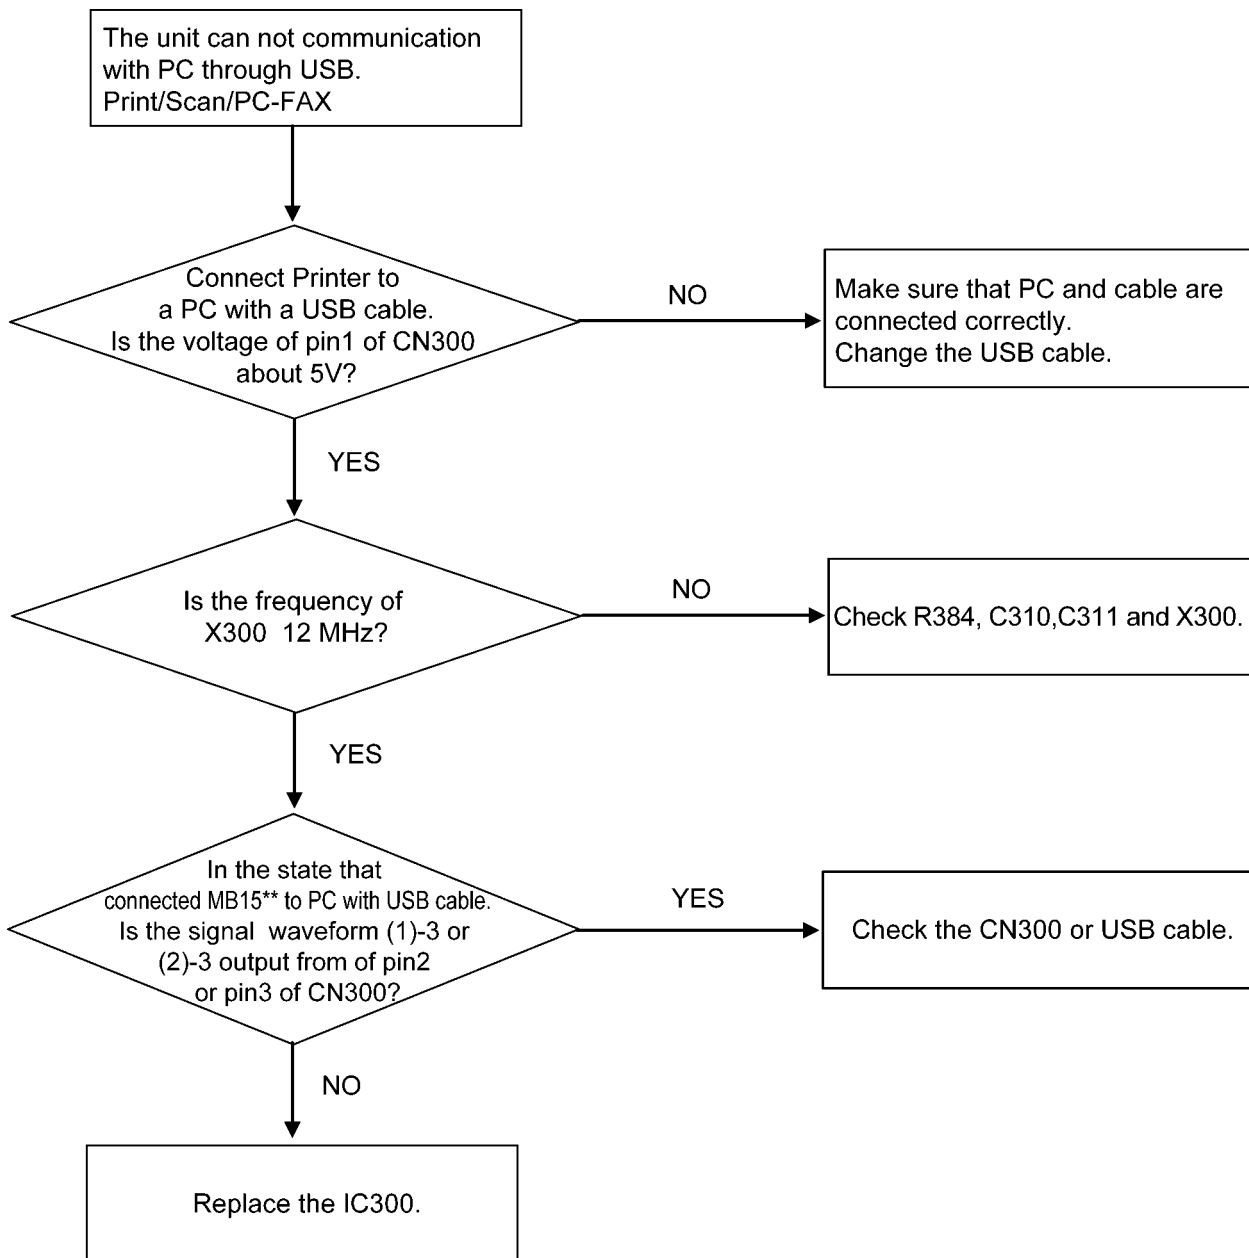 The unit can not communication
with PC through USB.
Print/Scan/PC-FAX
Connect Printer to
a PC with a USB cable.
Is the voltage of pin1 of CN300
about 5V?
NO
Make sure that PC and cable are
connected correctly.
Change the USB cable.
YES
Is the frequency of
X300 12 MHz?
NO
Check R384, C310,C311 and X300.
YES
In the state that
connected MB15** to PC with USB cable.
Is the signal waveform (1)-3 or
(2)-3 output from of pin2
or pin3 of CN300?
YES
Check the CN300 or USB cable.
NO
Replace the IC300.